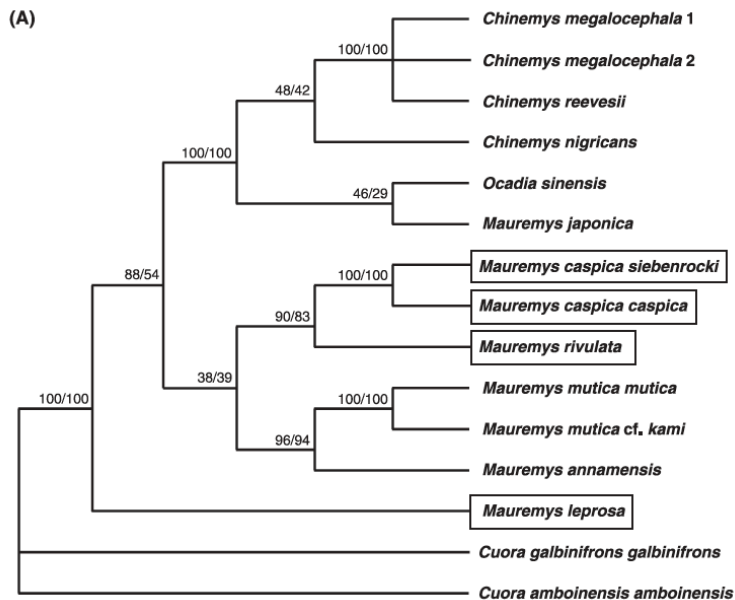 (A)
Chinemys megalocephala 1
100/100
Chinemys megalocephala 2
48/42
Chinemys reevesii
Chinemys nigricans
100/100
Ocadia sinensis
46/29
Mauremys japonica
Mauremys caspica siebenrocki
88/54
100/100
Mauremys caspica caspica
90/83
Mauremys rivulata
38/39
Mauremys mutica mutica
100/100
100/100
Mauremys mutica cf. kami
96/94
Mauremys annamensis
Mauremys leprosa
Cuora galbinifrons galbinifrons
Cuora amboinensis amboinensis